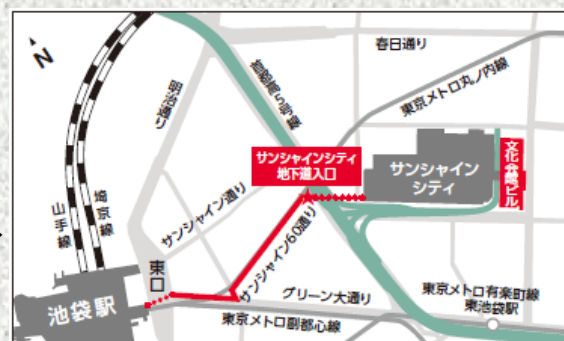 N
春日通り
東京メトロ丸ノ内線
明治通り
首都高5号線
サンシャインシティ
地下道入口
サンシャイン
シティ
文化会館ビル
サンシャイン通り
サンシャイン60通り
埼京線
山手線
東口
池袋駅
グリーン大通り
東京メトロ副都心線
東京メトロ有楽町線
東池袋駅